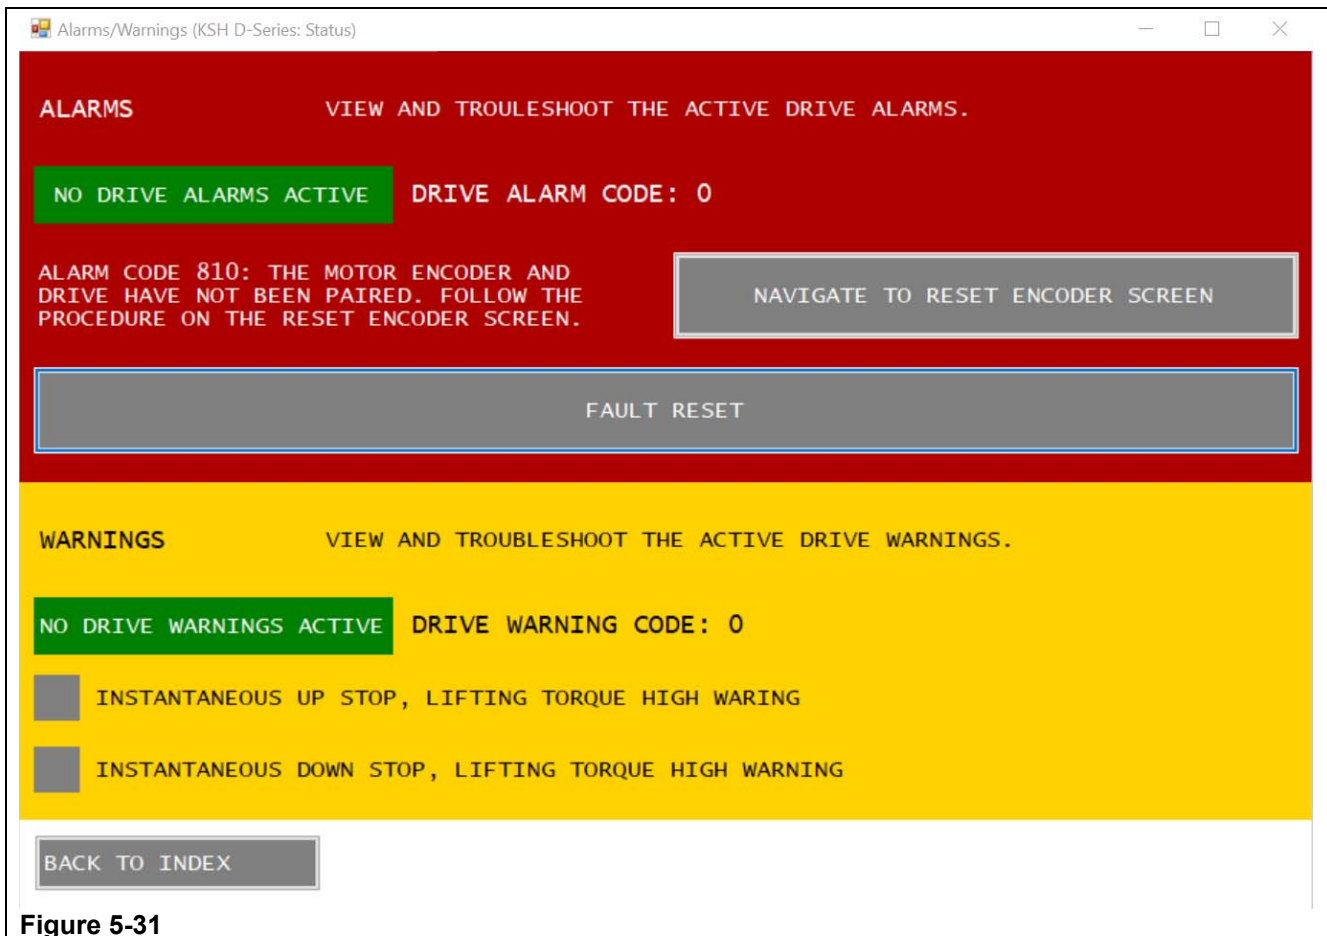 Alarms/Warnings (KSH D-Series: Status)
ALARMS VIEW AND TROULESHOOT THE ACTIVE DRIVE ALARMS.
NO DRIVE ALARMS ACTIVE DRIVE ALARM CODE: 0
ALARM CODE 810: THE MOTOR ENCODER AND
DRIVE HAVE NOT BEEN PAIRED. FOLLOW THE
PROCEDURE ON THE RESET ENCODER SCREEN.
NAVIGATE TO RESET ENCODER SCREEN
FAULT RESET
WARNINGS VIEW AND TROUBLESHOOT THE ACTIVE DRIVE WARNINGS.
NO DRIVE WARNINGS ACTIVE DRIVE WARNING CODE: 0
INSTANTANEOUS UP STOP, LIFTING TORQUE HIGH WARING
INSTANTANEOUS DOWN STOP, LIFTING TORQUE HIGH WARNING
BACK TO INDEX
Figure 5-31